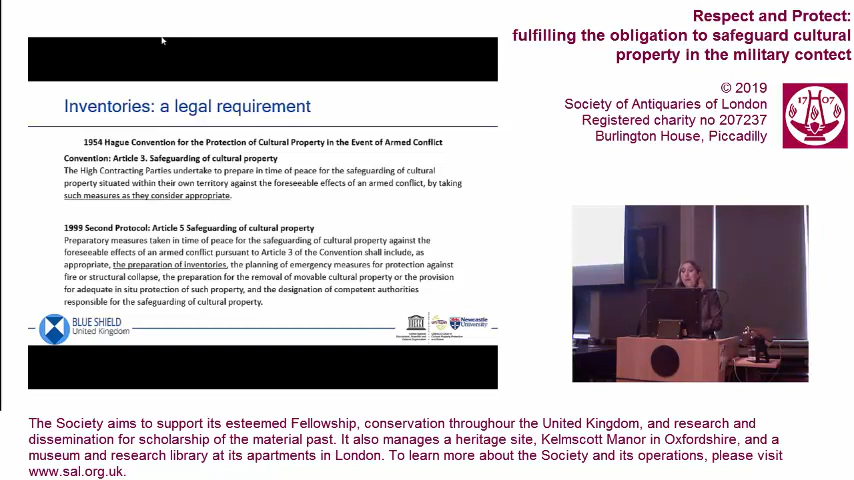 Respect and Protect:
fulfilling the obligation to safeguard cultural
property in the military contect
© 2019
Society of Antiquaries of London
Registered charity no 207237
Burlington House, Piccadilly
17 07
Inventories: a legal requirement
1954 Hague Convention for the Protection of Cultural Property in the Event of Armed Conflict
Convention: Article 3. Safeguarding of cultural property
The High Contracting Parties undertake to prepare in time of peace for the safeguarding of cultural
property situated within their own territory against the foreseeable effects of an armed conflict, by taking
such measures as they consider appropriate.
1999 Second Protocol: Article 5 Safeguarding of cultural property
Preparatory measures taken in time of peace for the safeguarding of cultural property against the
foreseeable effects of an armed conflict pursuant to Article 3 of the Convention shall include, as
appropriate, the preparation of inventories, the planning of emergency measures for protection against
fire or structural collapse, the preparation for the removal of movable cultural property or the provision
for adequate in situ protection of such property, and the designation of competent authorities
responsible for the safeguarding of cultural property.
BLUE SHIELD
United Kingdom
Newcastle
University
The Society aims to support its esteemed Fellowship, conservation throughour the United Kingdom, and research and
dissemination for scholarship of the material past. It also manages a heritage site, Kelmscott Manor in Oxfordshire, and a
museum and research library at its apartments in London. To learn more about the Society and its operations, please visit
www.sal.org.uk.